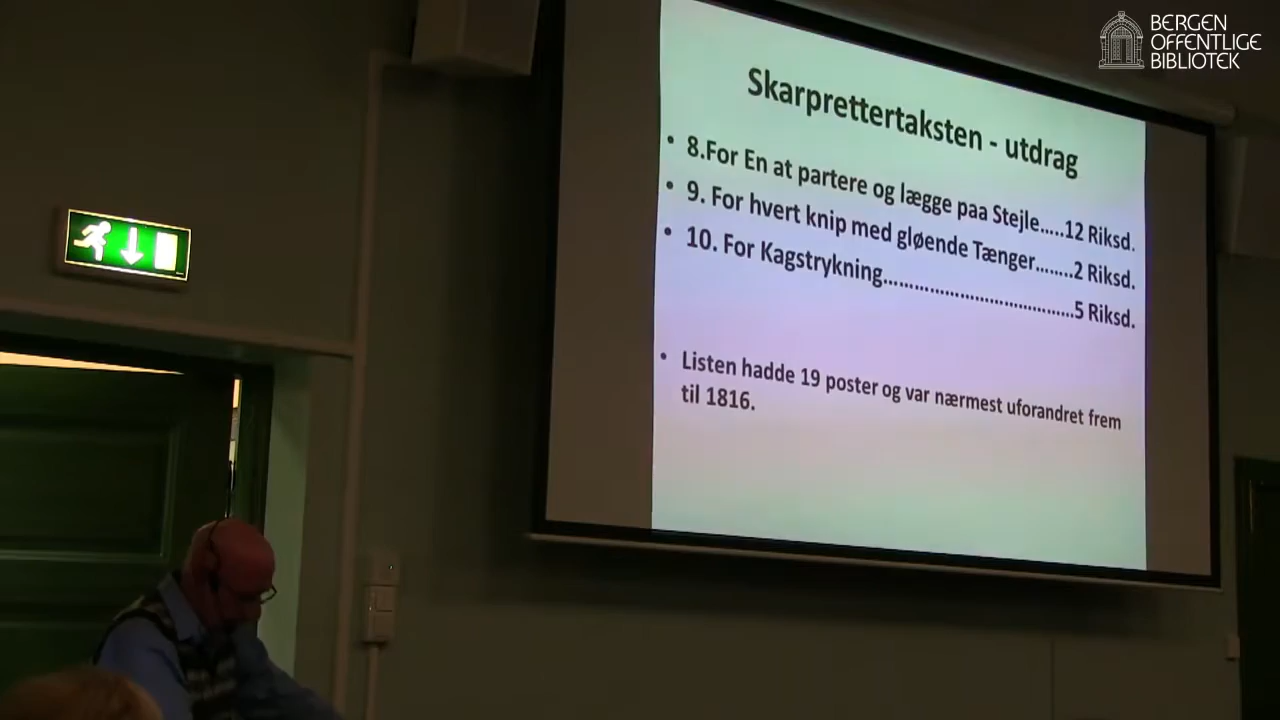 BERGEN
OFFENTLIGE
BIBLIOTEK
Skarprettertaksten - utdrag
• 8.For En at partere og lægge paa Stejle.....12 Riksd.
• 9. For hvert knip med gløende Tænger........2 Riksd.
• 10. For Kagstrykning......................................5 Riksd.
• Listen hadde 19 poster og var nærmest uforandret frem
til 1816.